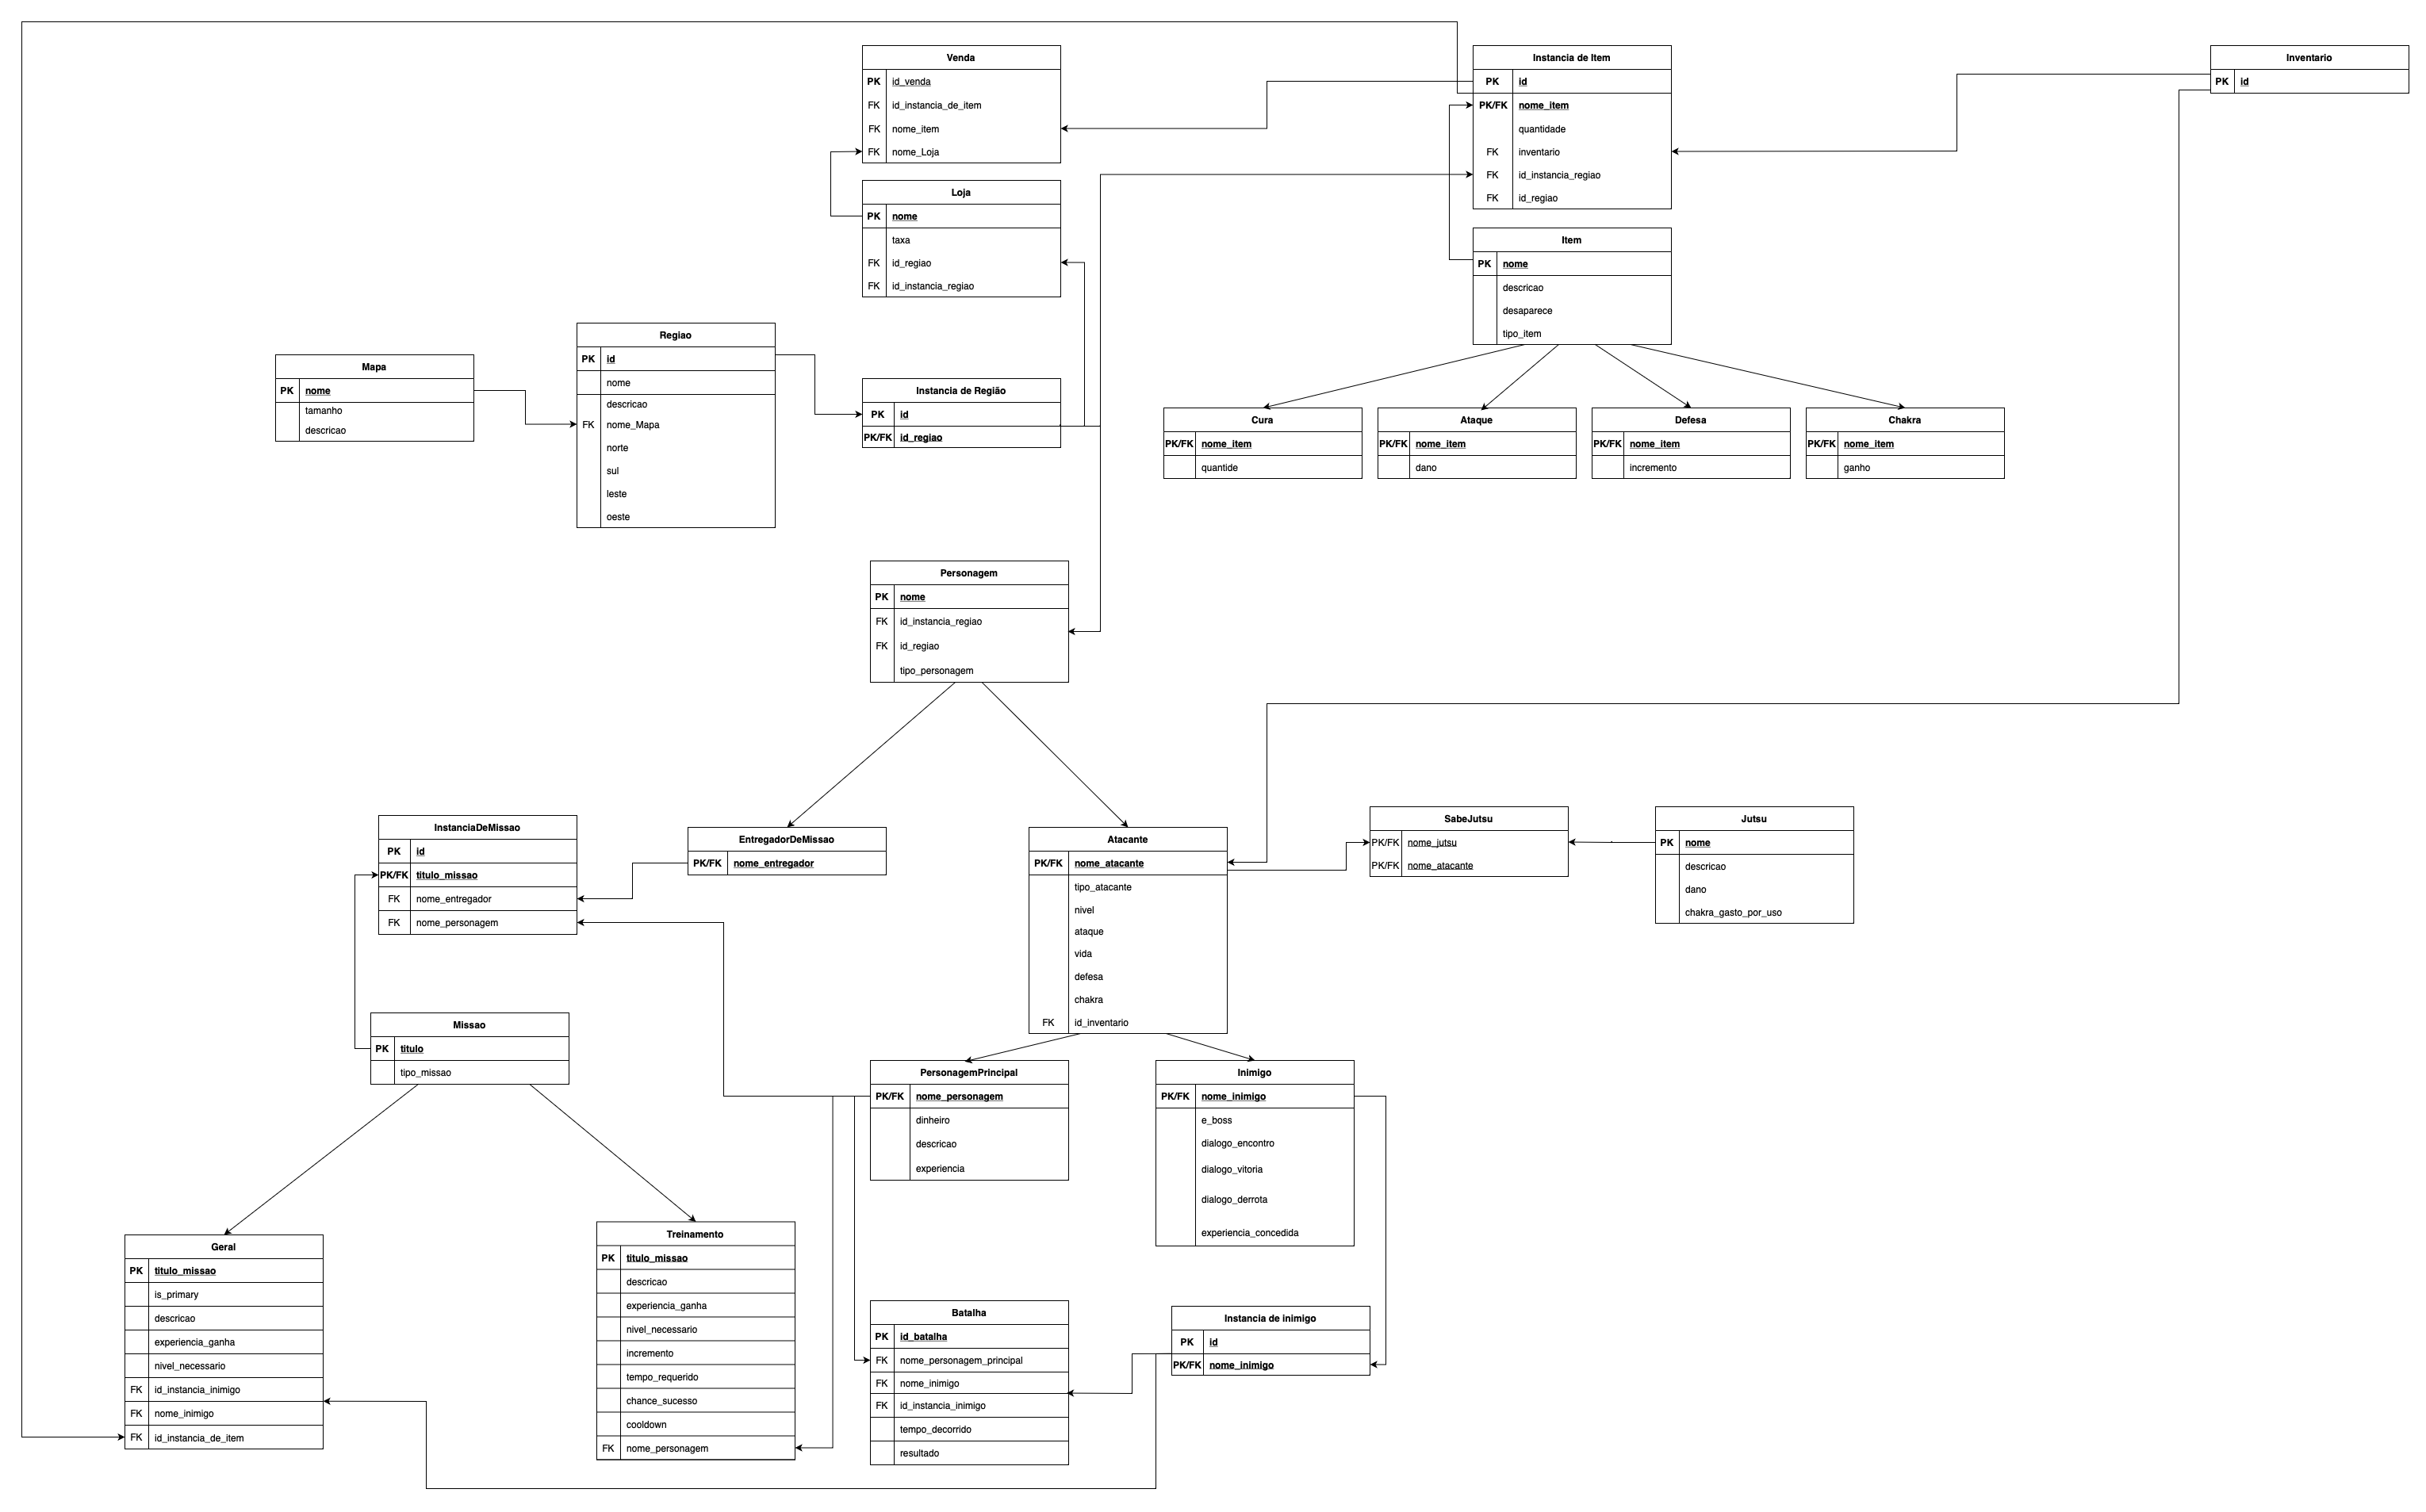 Venda
PK id_venda
FK id_instancia_de_item
FK nome_item
FK nome_Loja
Instancia de Item
PK id
PK/FK nome_item
quantidade
FK inventario
FK id_instancia_regiao
FK id_regiao
Inventario
PK id
Loja
PK nome
taxa
FK id_regiao
FK id_instancia_regiao
Item
PK nome
descricao
desaparece
tipo_item
Mapa
PK nome
tamanho
descricao
Regiao
PK id
nome
descricao
FK nome_Mapa
norte
sul
leste
oeste
Instancia de Região
PK id
PK/FK id_regiao
Cura
PK/FK nome_item
quantide
Ataque
PK/FK nome_item
dano
Defesa
PK/FK nome_item
incremento
Chakra
PK/FK nome_item
ganho
Personagem
PK nome
FK id_instancia_regiao
FK id_regiao
tipo_personagem
InstanciaDeMissao
PK id
PK/FK titulo_missao
FK nome_entregador
FK nome_personagem
EntregadorDeMissao
PK/FK nome_entregador
Atacante
PK/FK nome_atacante
tipo_atacante
nivel
ataque
vida
defesa
chakra
FK id_inventario
SabeJutsu
PK/FK nome_jutsu
PK/FK nome_atacante
Jutsu
PK nome
descricao
dano
chakra_gasto_por_uso
Missao
PK titulo
tipo_missao
PersonagemPrincipal
PK/FK nome_personagem
dinheiro
descricao
experiencia
Inimigo
PK/FK nome_inimigo
e_boss
dialogo_encontro
dialogo_vitoria
dialogo_derrota
experiencia_concedida
Geral
PK titulo_missao
is_primary
descricao
experiencia_ganha
nivel_necessario
FK id_instancia_inimigo
FK nome_inimigo
FK id_instancia_de_item
Treinamento
PK titulo_missao
descricao
experiencia_ganha
nivel_necessario
incremento
tempo_requerido
chance_sucesso
cooldown
FK nome_personagem
Batalha
PK id_batalha
FK nome_personagem_principal
FK nome_inimigo
FK id_instancia_inimigo
tempo_decorrido
resultado
Instancia de inimigo
PK id
PK/FK nome_inimigo